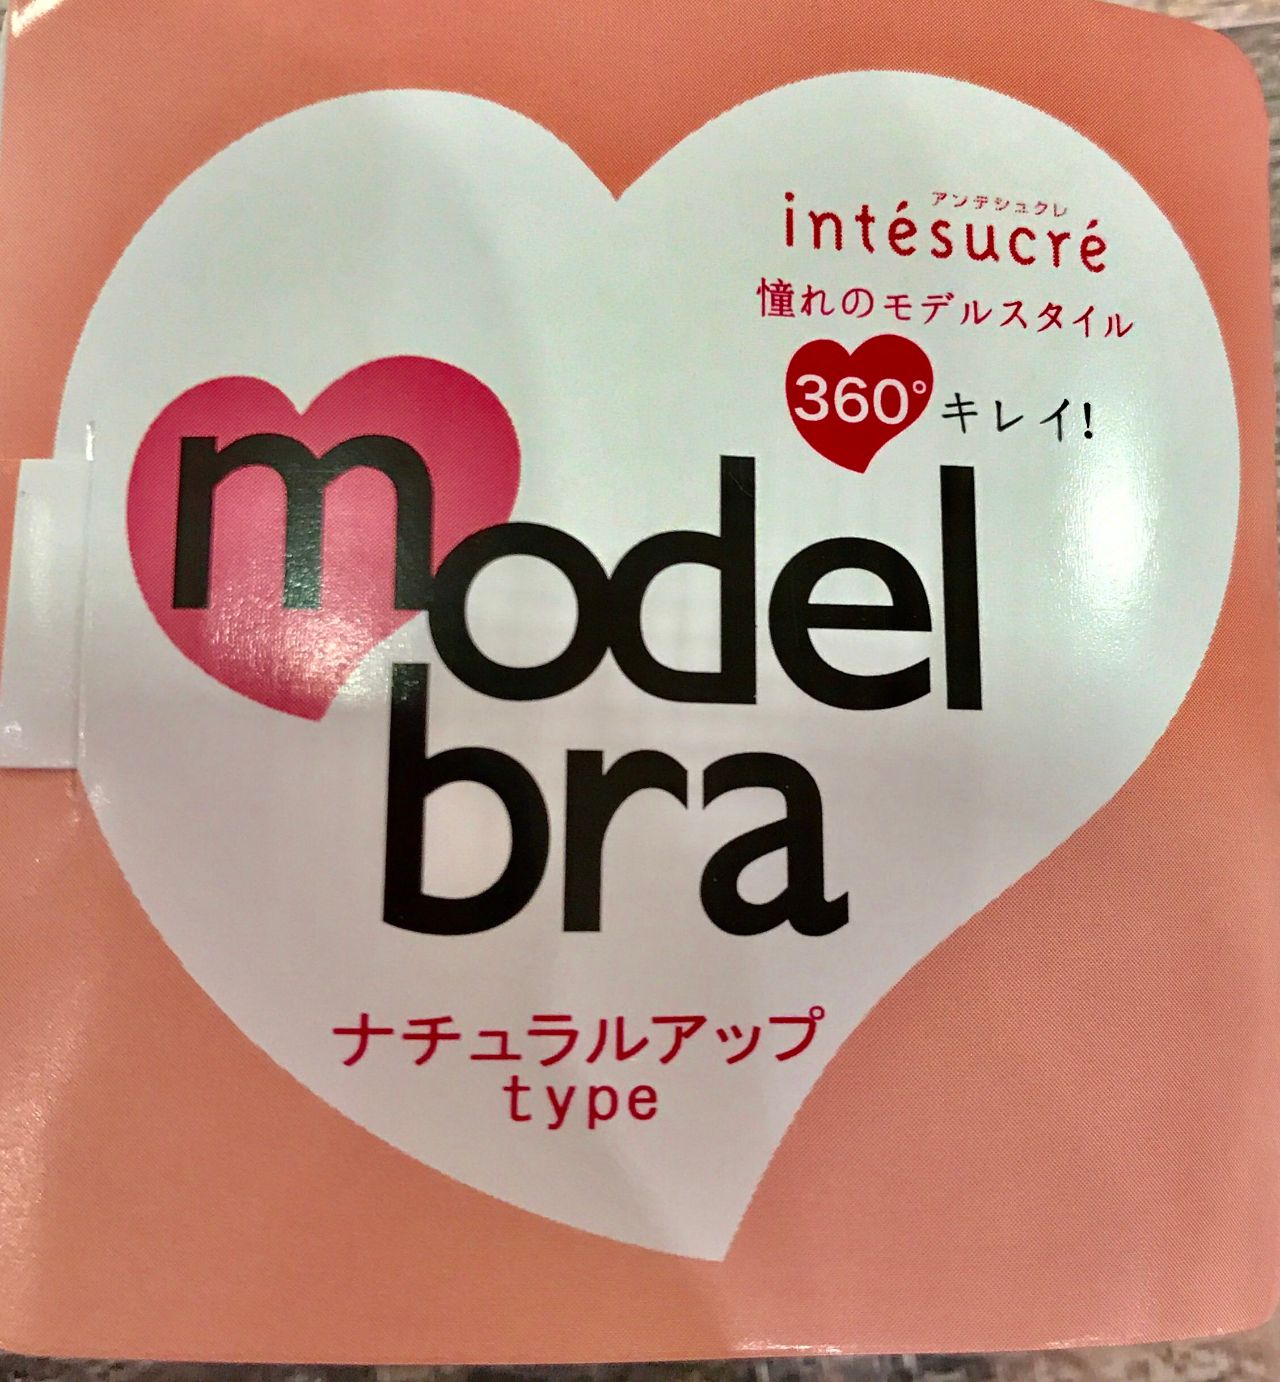 アンテシュクレ
intésucré
憧れのモデルスタイル
360°キレイ!
model
bra
ナチュラルアップ
type